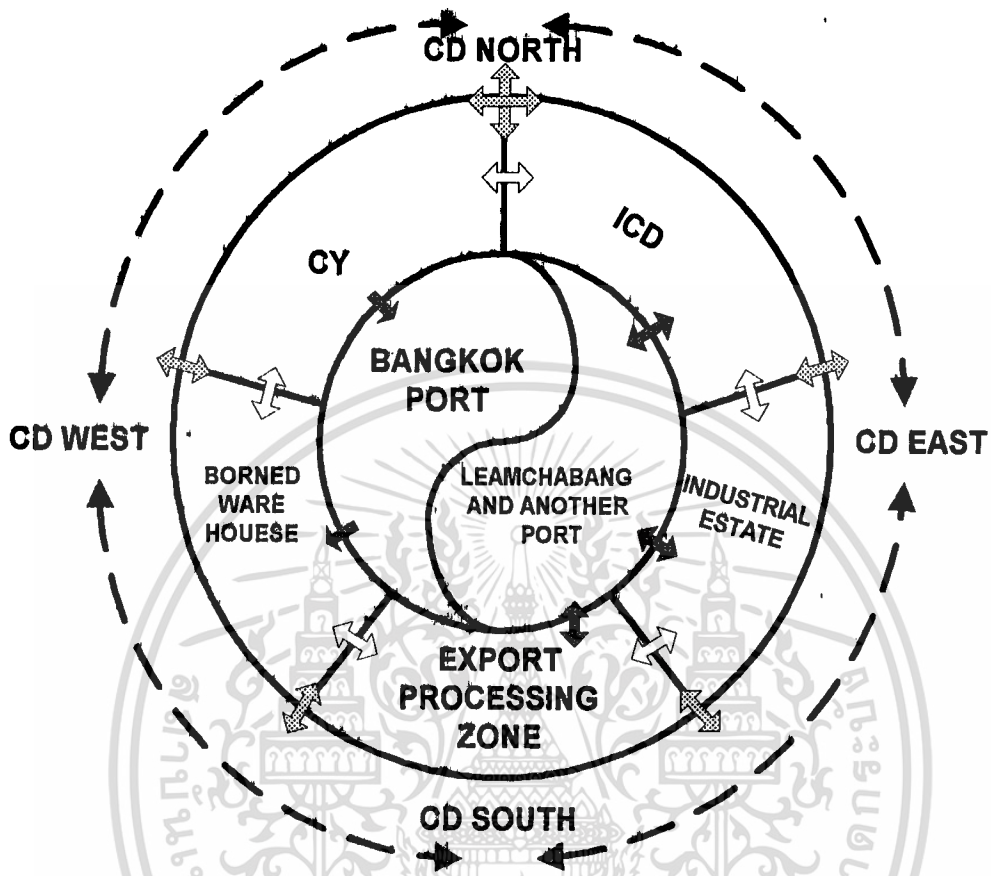 CD NORTH
CY
ICD
BANGKOK
PORT
CD WEST
CD EAST
BORNED
WARE
HOUESE
LEAMCHABANG
AND ANOTHER
PORT
INDUSTRIAL
ESTATE
EXPORT
PROCESSING
ZONE
CD SOUTH